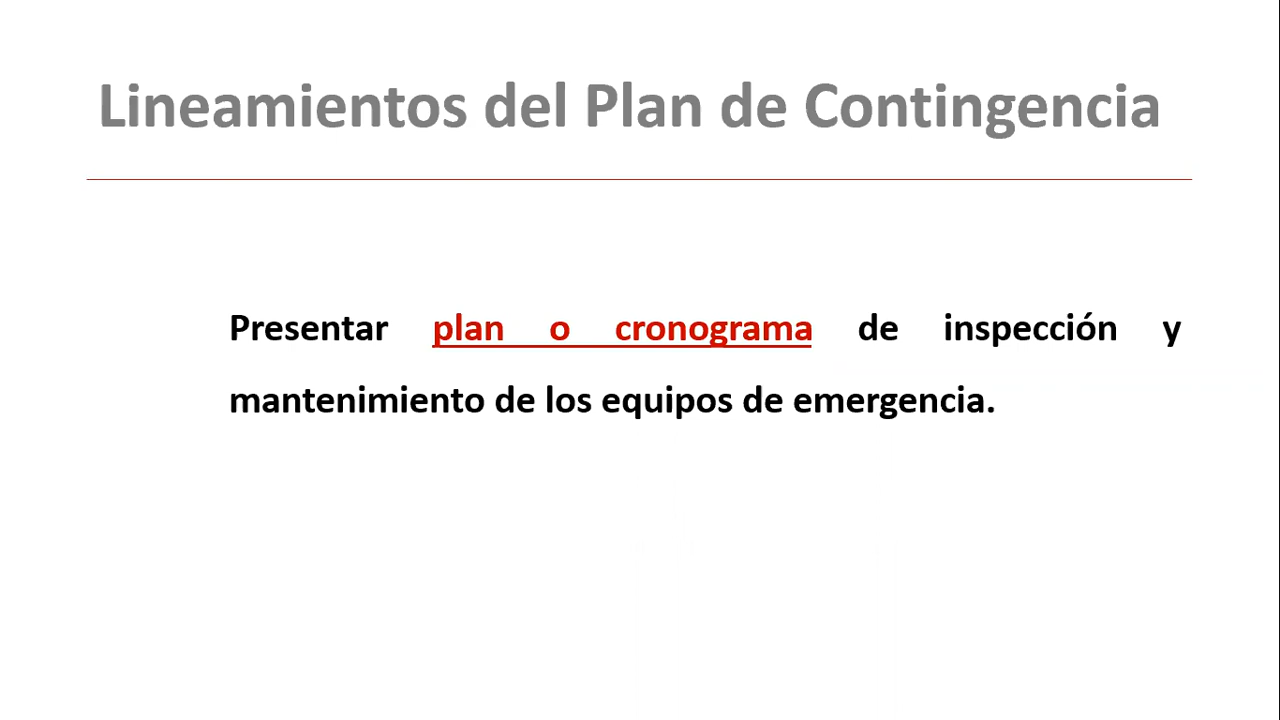 Lineamientos del Plan de Contingencia
Presentar plan o cronograma de inspección y
mantenimiento de los equipos de emergencia.